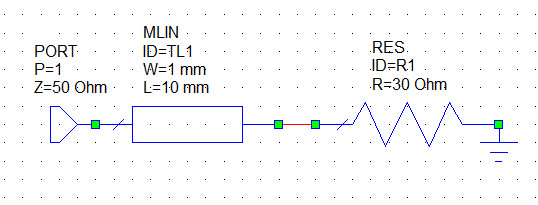 PORT
P=1
Z=50 Ohm
MLIN
ID=TL1
W=1 mm
L=10 mm
RES
ID=R1
R=30 Ohm